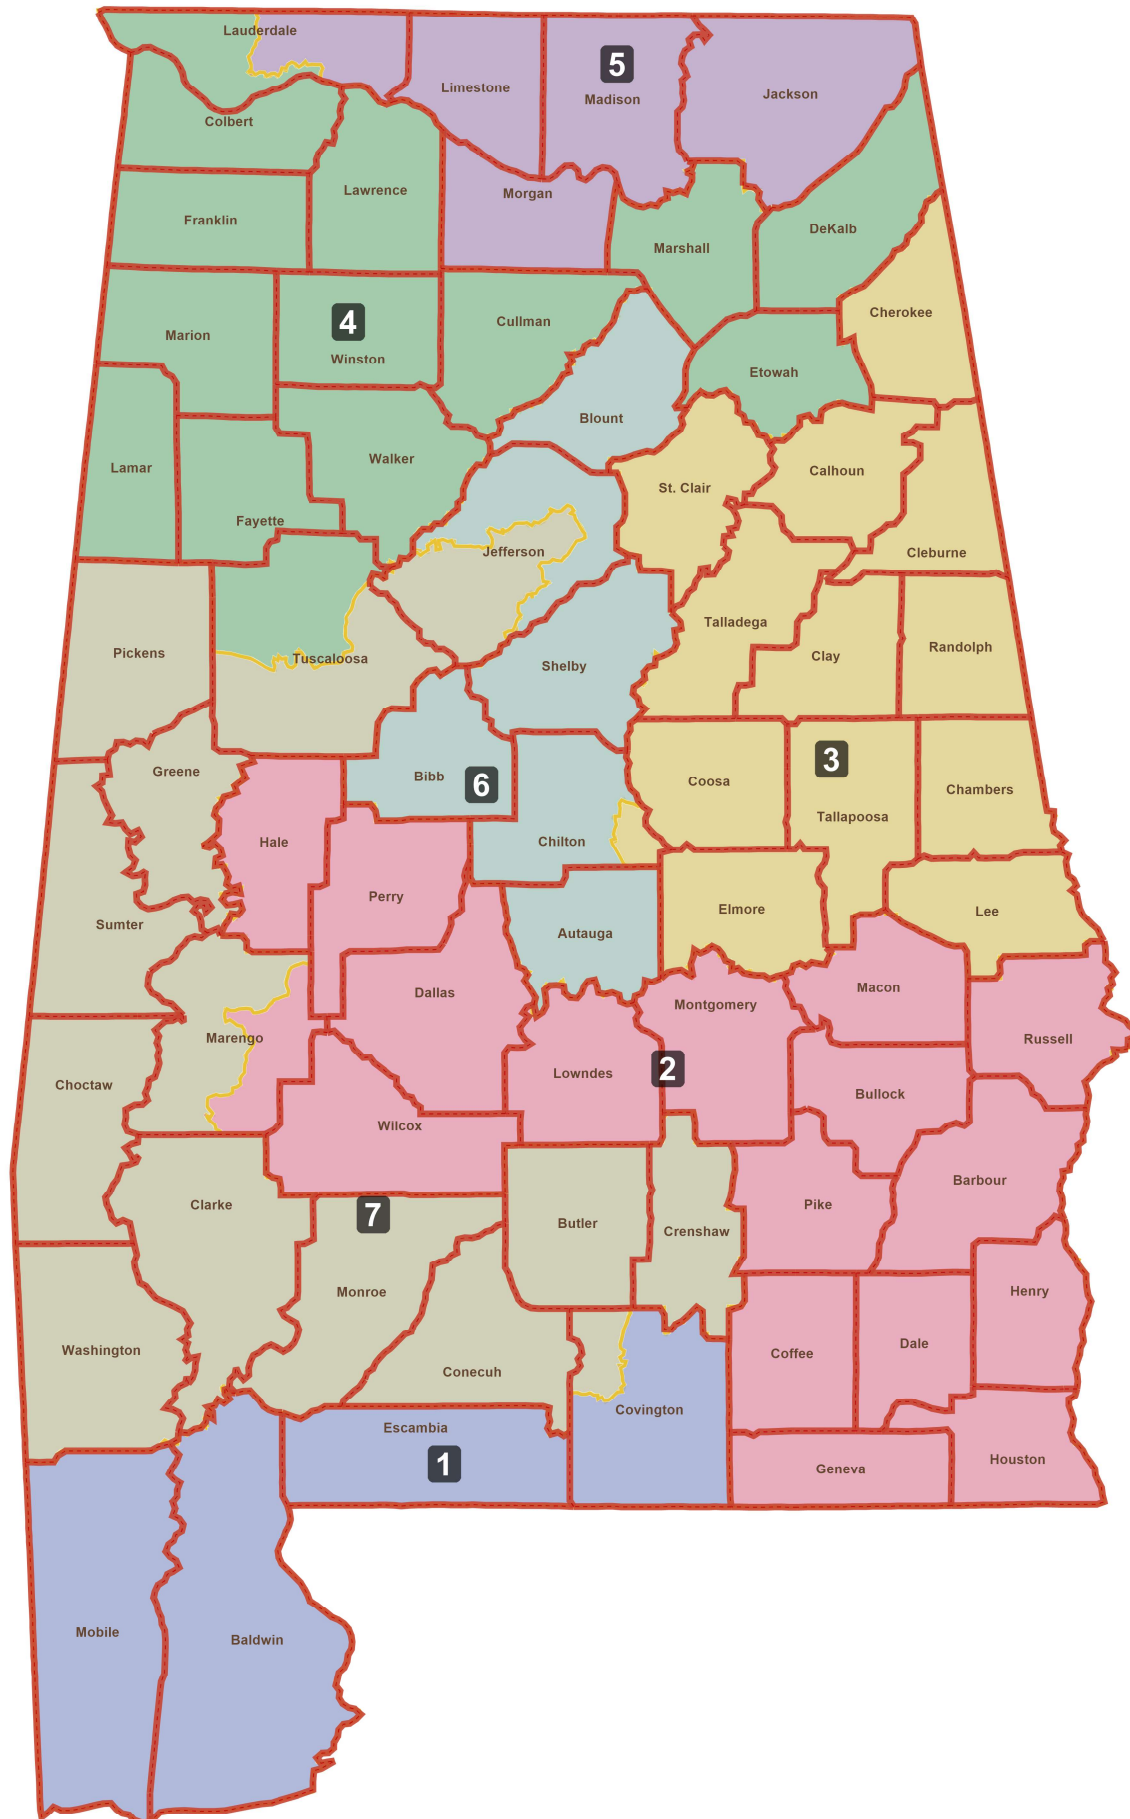 Lauderdale
5
Limestone
Madison
Jackson
Colbert
Lawrence
Morgan
Franklin
Marshall
DeKalb
Cherokee
4
Marion
Winston
Cullman
Etowah
Blount
Lamar
Walker
St. Clair
Calhoun
Fayette
Jefferson
Cleburne
Talladega
Pickens
Tuscaloosa
Shelby
Clay
Randolph
Greene
Bibb
6
3
Coosa
Chambers
Tallapoosa
Hale
Chilton
Perry
Elmore
Lee
Sumter
Autauga
Dallas
Macon
Montgomery
Marengo
Russell
2
Lowndes
Choctaw
Bullock
Wilcox
Barbour
Clarke
7
Pike
Butler
Crenshaw
Monroe
Henry
Washington
Coffee
Dale
Conecuh
Covington
Escambia
1
Geneva
Houston
Mobile
Baldwin